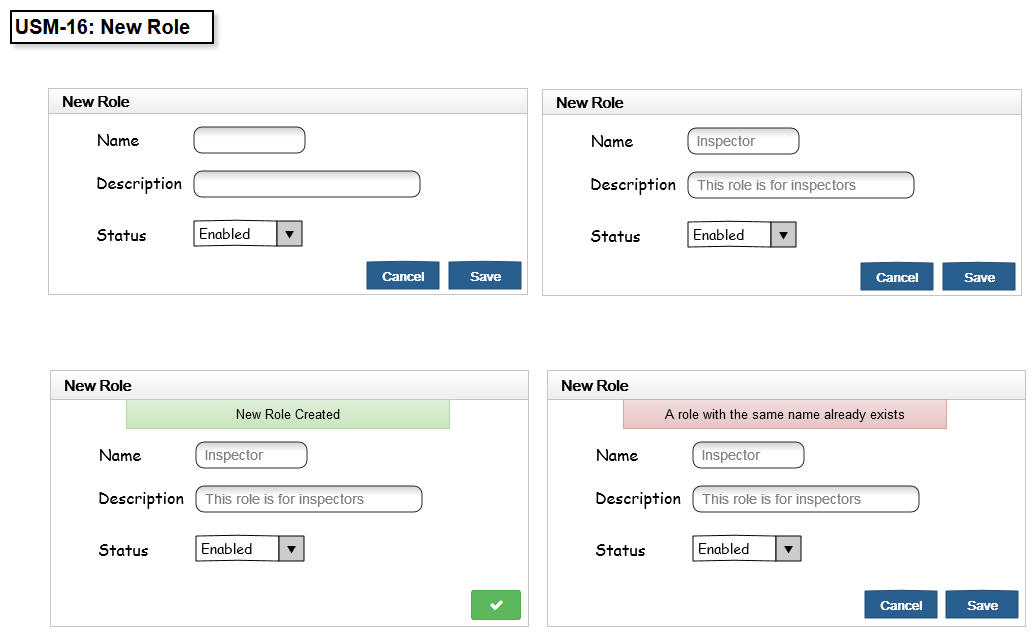 USM-16: New Role
New Role
Name
Description
Status Enabled
Cancel Save
New Role
Name Inspector
Description This role is for inspectors
Status Enabled
Cancel Save
New Role
New Role Created
Name Inspector
Description This role is for inspectors
Status Enabled
New Role
A role with the same name already exists
Name Inspector
Description This role is for inspectors
Status Enabled
Cancel Save